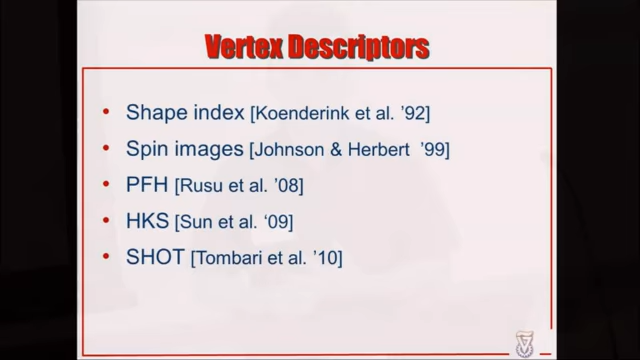 Vertex Descriptors
• Shape index [Koenderink et al. ’92]
• Spin images [Johnson & Herbert ’99]
• PFH [Rusu et al. ’08]
• HKS [Sun et al. ‘09]
• SHOT [Tombari et al. ’10]